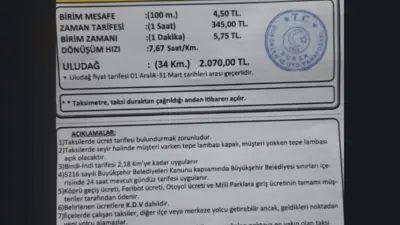 BİRİM MESAFE :(100 m.) 4,50 TL.
ZAMAN TARİFESİ :(1 Saat) 345,00 TL.
BİRİM ZAMANI :(1 Dakika) 5,75 TL.
DÖNÜŞÜM HIZI : 7,67 Saat/Km.
ULUDAĞ (34 Km.) 2.070,00 TL.
* Uludağ fiyat tarifesi 01 Aralık-31 Mart tarihleri arası geçerlidir.
T.C.
* * Taksimetre, taksi duraktan çağrıldığı andan itibaren açılır.
AÇIKLAMALAR:
1)Taksilerde ücret tarifesi bulundurmak zorunludur.
2)Taksilerde seyir halinde müşteri varken tepe lambası kapalı, müşteri yokken tepe lambası
açık olacaktır.
3)Bindi-İndi tarifesi 2,18 Km'ye kadar uygulanır
4)5216 sayılı Büyükşehir Belediyeleri Kanunu kapsamında Büyükşehir Belediyesi sınırları içe-
risinde 24 saat mevcut gündüz tarifesi uygulanır.
5)Köprü geçiş ücreti, Feribot ücreti, Otoyol ücreti ve Milli Parklara giriş ücretinin tamamı müş-
teriler tarafından ödenir.
6)Belirlenen ücretlere K.D.V dahildir.
7)İlçelerde çalışan taksiler, diğer ilçe veya merkeze yolcu getirebilir ancak, geldikleri noktadan
yeni yolcu alamazlar.